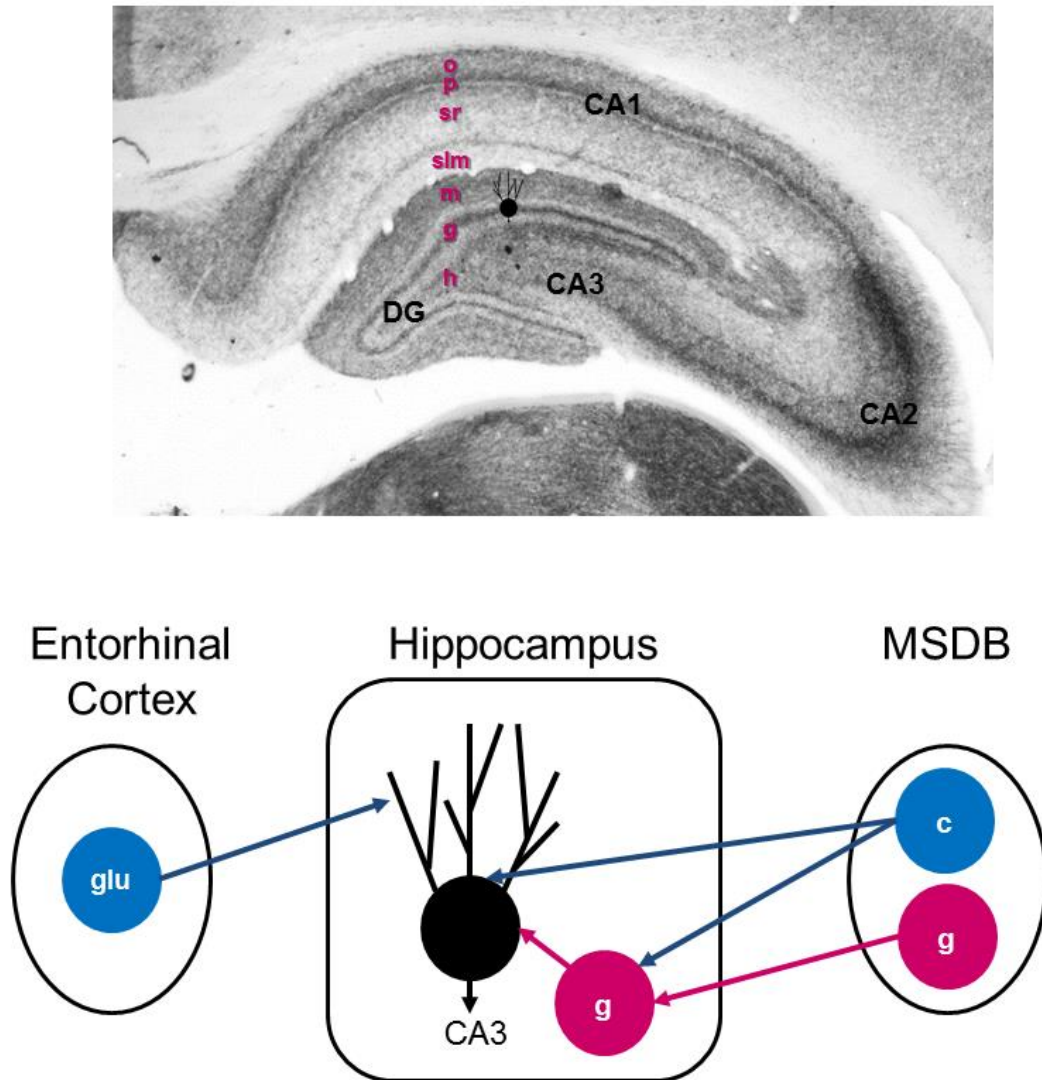 o
p
sr
CA1
slm
m
g
h
CA3
DG
CA2
Entorhinal
Cortex
Hippocampus
MSDB
glu
c
g
g
CA3